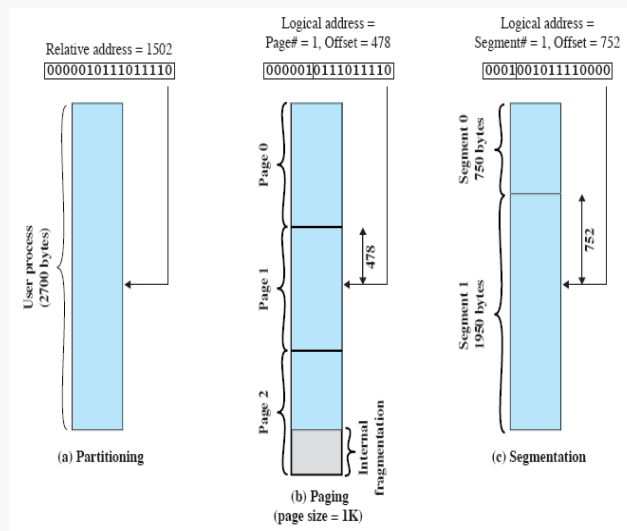 Relative address = 1502
0000010111011110
User process
(2700 bytes)
(a) Partitioning
Logical address =
Page# = 1, Offset = 478
0000010111011110
Page 0
Page 1
Page 2
478
Internal
fragmentation
(b) Paging
(page size = 1K)
Logical address =
Segment# = 1, Offset = 752
0001001011110000
Segment 0
750 bytes
Segment 1
1950 bytes
752
(c) Segmentation